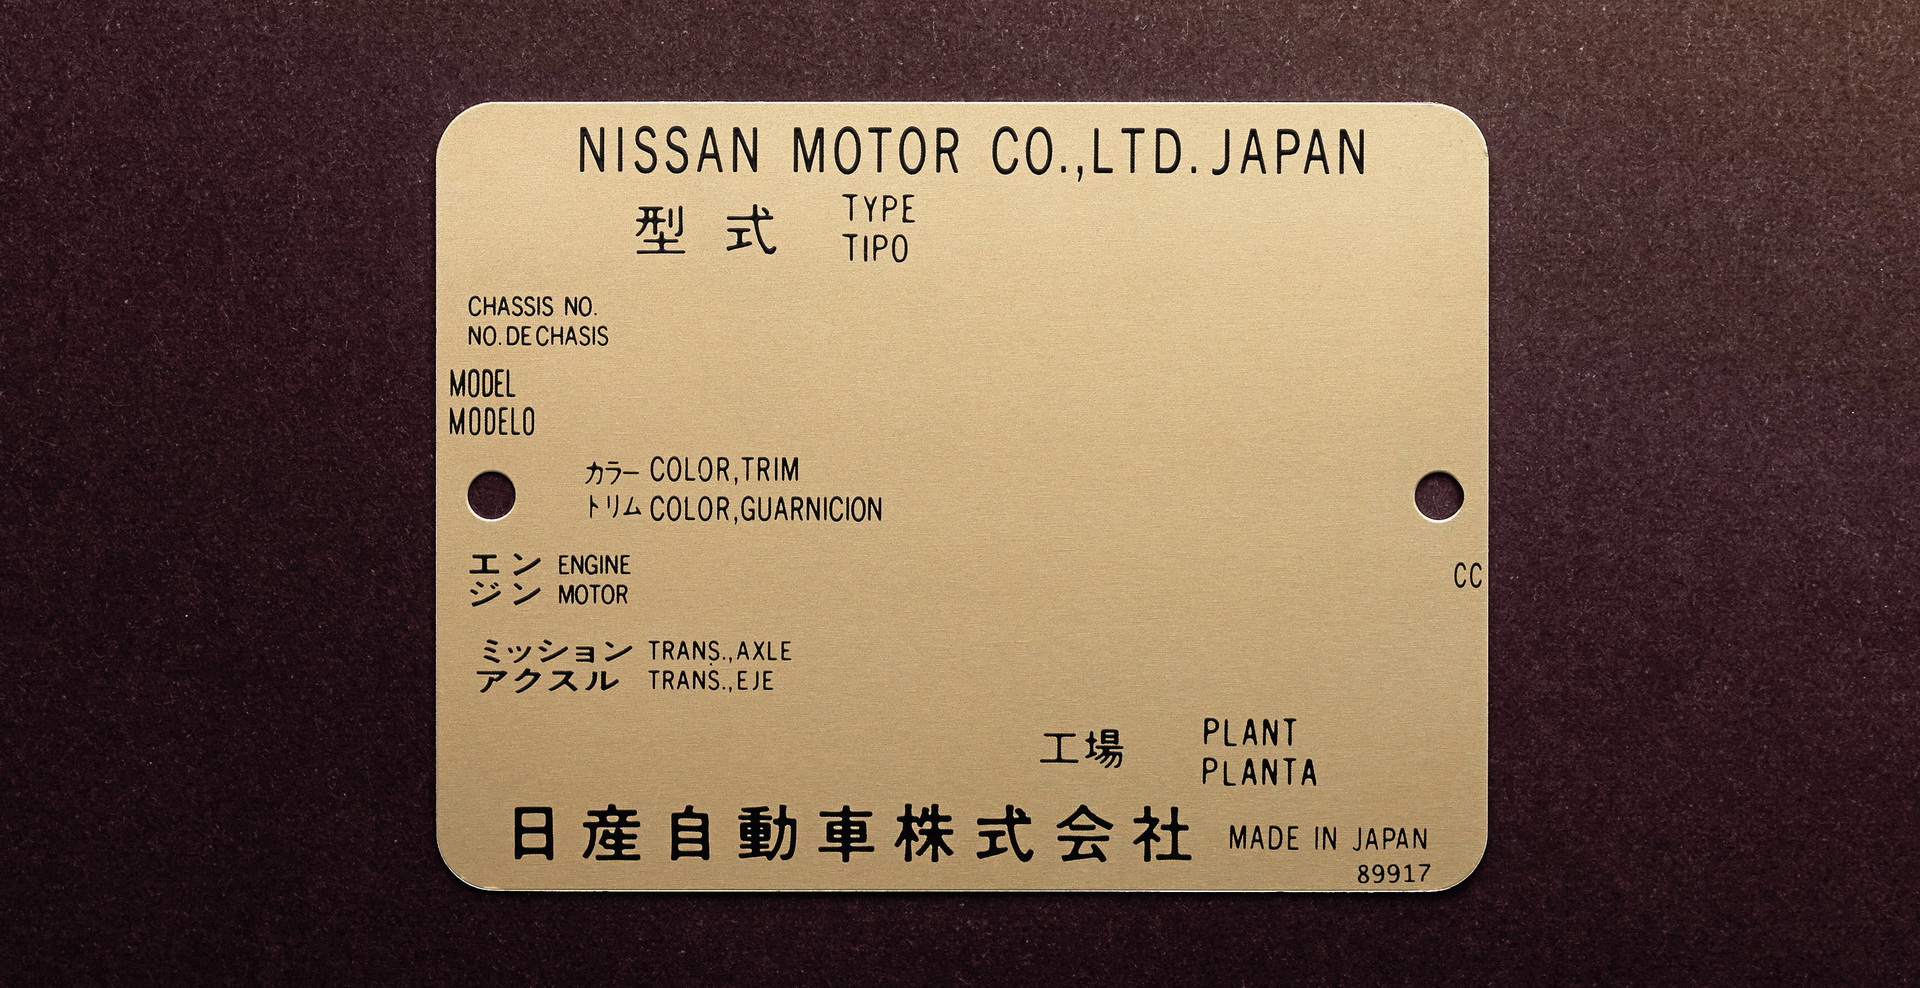 NISSAN MOTOR CO.,LTD. JAPAN
型式 TYPE
TIPO
CHASSIS NO.
NO. DE CHASIS
MODEL
MODELO
カラー COLOR,TRIM
トリム COLOR,GUARNICION
エン ENGINE
ジン MOTOR
CC
ミッション TRANS.,AXLE
アクスル TRANS.,EJE
工場 PLANT
PLANTA
日産自動車株式会社 MADE IN JAPAN
89917